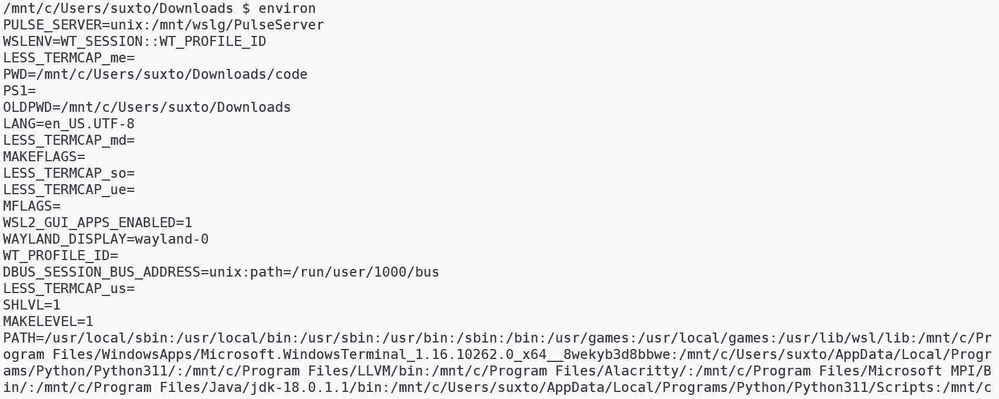 /mnt/c/Users/suxto/Downloads $ environ
PULSE_SERVER=unix:/mnt/wslg/PulseServer
WSLENV=WT_SESSION::WT_PROFILE_ID
LESS_TERMCAP_me=
PWD=/mnt/c/Users/suxto/Downloads/code
PS1=
OLDPWD=/mnt/c/Users/suxto/Downloads
LANG=en_US.UTF-8
LESS_TERMCAP_md=
MAKEFLAGS=
LESS_TERMCAP_so=
LESS_TERMCAP_ue=
MFLAGS=
WSL2_GUI_APPS_ENABLED=1
WAYLAND_DISPLAY=wayland-0
WT_PROFILE_ID=
DBUS_SESSION_BUS_ADDRESS=unix:path=/run/user/1000/bus
LESS_TERMCAP_us=
SHLVL=1
MAKELEVEL=1
PATH=/usr/local/sbin:/usr/local/bin:/usr/sbin:/usr/bin:/sbin:/bin:/usr/games:/usr/local/games:/usr/lib/wsl/lib:/mnt/c/Pr
ogram Files/WindowsApps/Microsoft.WindowsTerminal_1.16.10262.0_x64__8wekyb3d8bbwe:/mnt/c/Users/suxto/AppData/Local/Progr
ams/Python/Python311/:/mnt/c/Program Files/LLVM/bin:/mnt/c/Program Files/Alacritty/:/mnt/c/Program Files/Microsoft MPI/B
in/:/mnt/c/Program Files/Java/jdk-18.0.1.1/bin:/mnt/c/Users/suxto/AppData/Local/Programs/Python/Python311/Scripts:/mnt/c